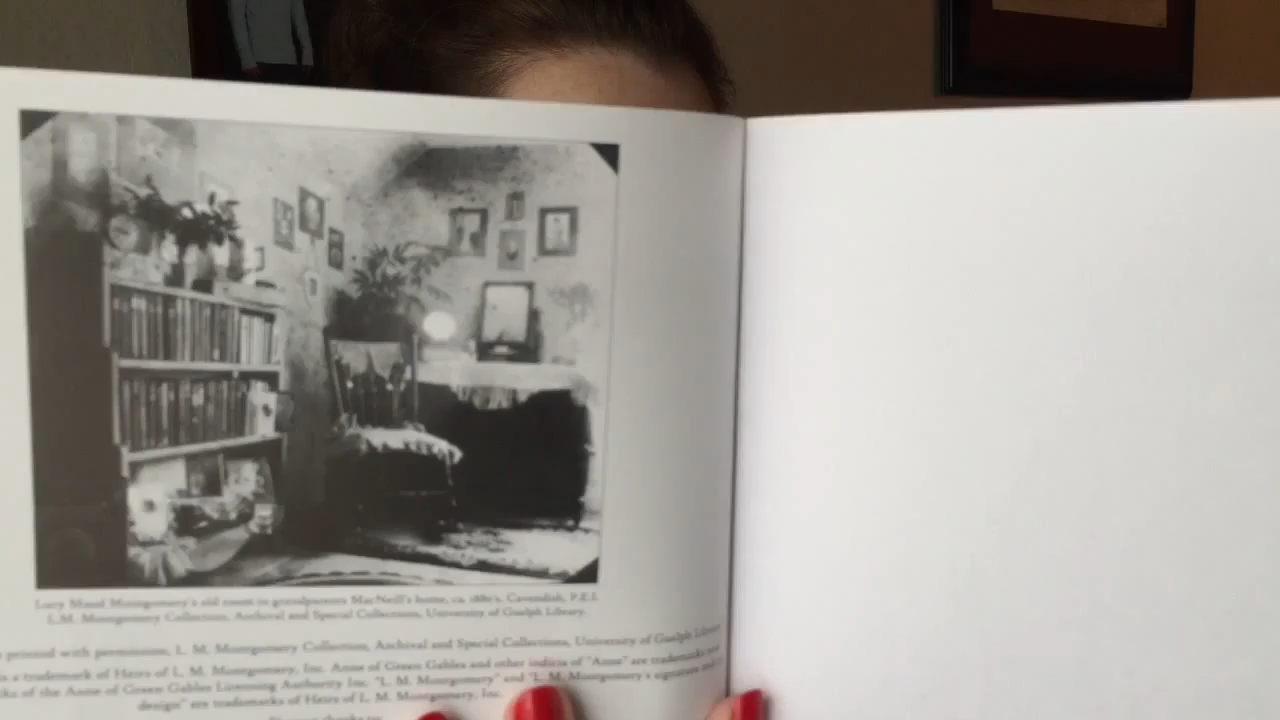 Lucy Maud Montgomery's old room in grandparents MacNeill's home, ca. 1880's. Cavendish, P.E.I.
L.M. Montgomery Collection, Archival and Special Collections, University of Guelph Library.
printed with permission, L. M. Montgomery Collection, Archival and Special Collections, University of Guelph Library
is a trademark of Heirs of L. M. Montgomery, Inc. Anne of Green Gables and other indicia of "Anne" are trademarks
of the Anne of Green Gables Licensing Authority Inc. "L. M. Montgomery" and "L. M. Montgomery's signature and
design" are trademarks of Heirs of L. M. Montgomery, Inc.
thanks to